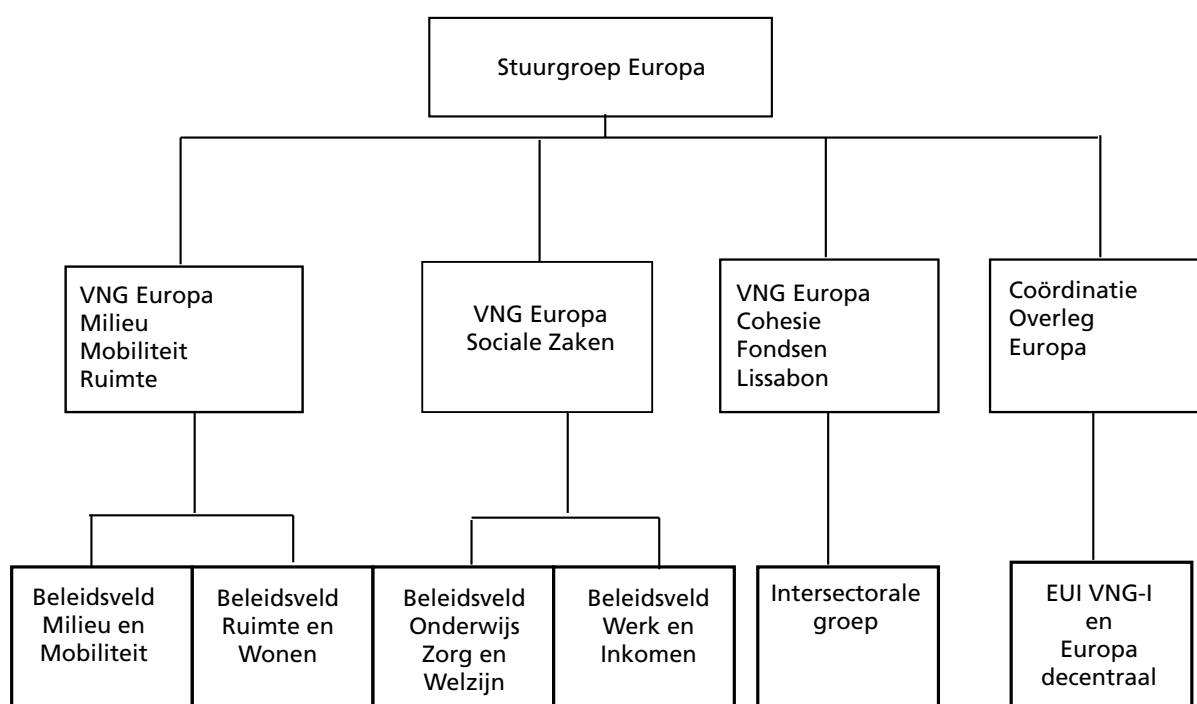 Stuurgroep Europa
VNG Europa
Milieu
Mobiliteit
Ruimte
VNG Europa
Sociale Zaken
VNG Europa
Cohesie
Fondsen
Lissabon
Coördinatie
Overleg
Europa
Beleidsveld
Milieu en
Mobiliteit
Beleidsveld
Ruimte en
Wonen
Beleidsveld
Onderwijs
Zorg en
Welzijn
Beleidsveld
Werk en
Inkomen
Intersectorale
groep
EUI VNG-I
en
Europa
decentraal